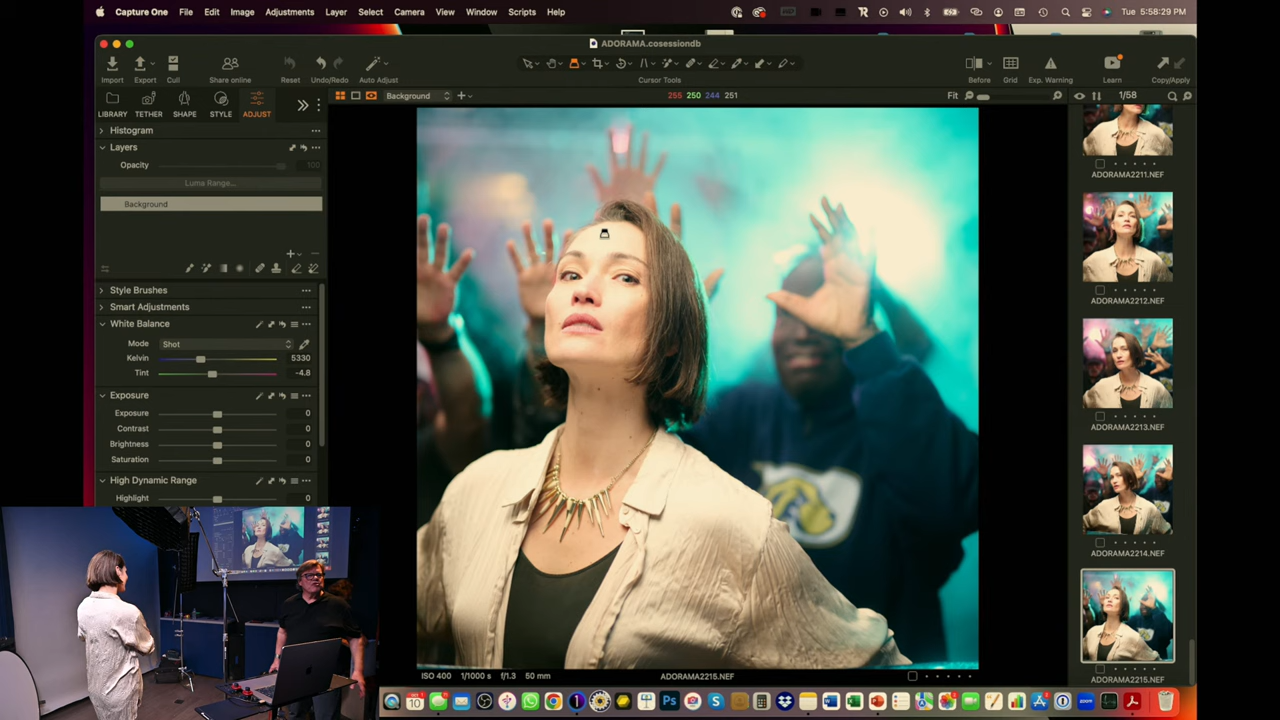 Capture One File Edit Image Adjustments Layer Select Camera View Window Scripts Help
Tue 5:58:29 PM
ADORAMA.cosessiondb
Import Export Cull Share online Reset Undo/Redo Auto Adjust Cursor Tools Before Grid Exp. Warning Learn Copy/Apply
LIBRARY TETHER SHAPE STYLE ADJUST
Background
255 250 244 251
Fit
1/58
Histogram
Layers
Opacity 100
Luma Range...
Background
Style Brushes
Smart Adjustments
White Balance
Mode Shot
Kelvin 5330
Tint -4.8
Exposure
Exposure 0
Contrast 0
Brightness 0
Saturation 0
High Dynamic Range
Highlight 0
ADORAMA2211.NEF
ADORAMA2212.NEF
ADORAMA2213.NEF
ADORAMA2214.NEF
ADORAMA2215.NEF
ISO 400 1/1000 s f/1.3 50 mm
ADORAMA2215.NEF